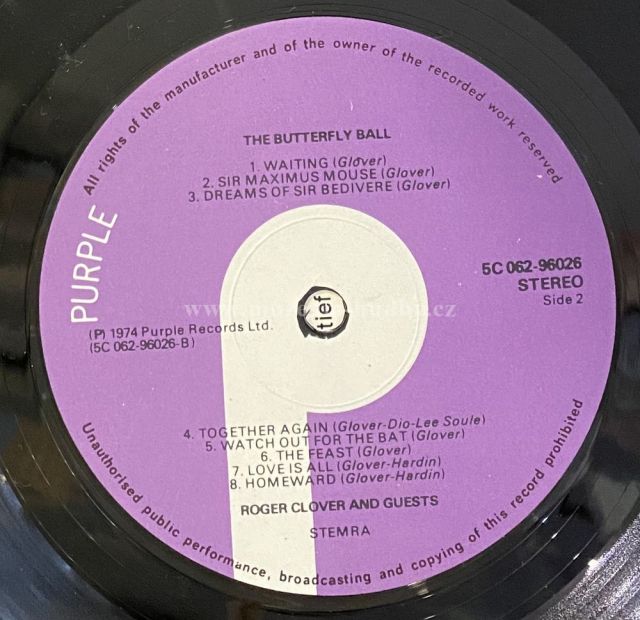 All rights of the manufacturer and of the owner of the recorded work reserved
THE BUTTERFLY BALL
1. WAITING (Glover)
2. SIR MAXIMUS MOUSE (Glover)
3. DREAMS OF SIR BEDIVERE (Glover)
PURPLE
5C 062-96026
STEREO
Side 2
(P) 1974 Purple Records Ltd.
(5C 062-96026-B)
tief
4. TOGETHER AGAIN (Glover-Dio-Lee Soule)
5. WATCH OUT FOR THE BAT (Glover)
6. THE FEAST (Glover)
7. LOVE IS ALL (Glover-Hardin)
8. HOMEWARD (Glover-Hardin)
ROGER CLOVER AND GUESTS
STEMRA
Unauthorised public performance, broadcasting and copying of this record prohibited